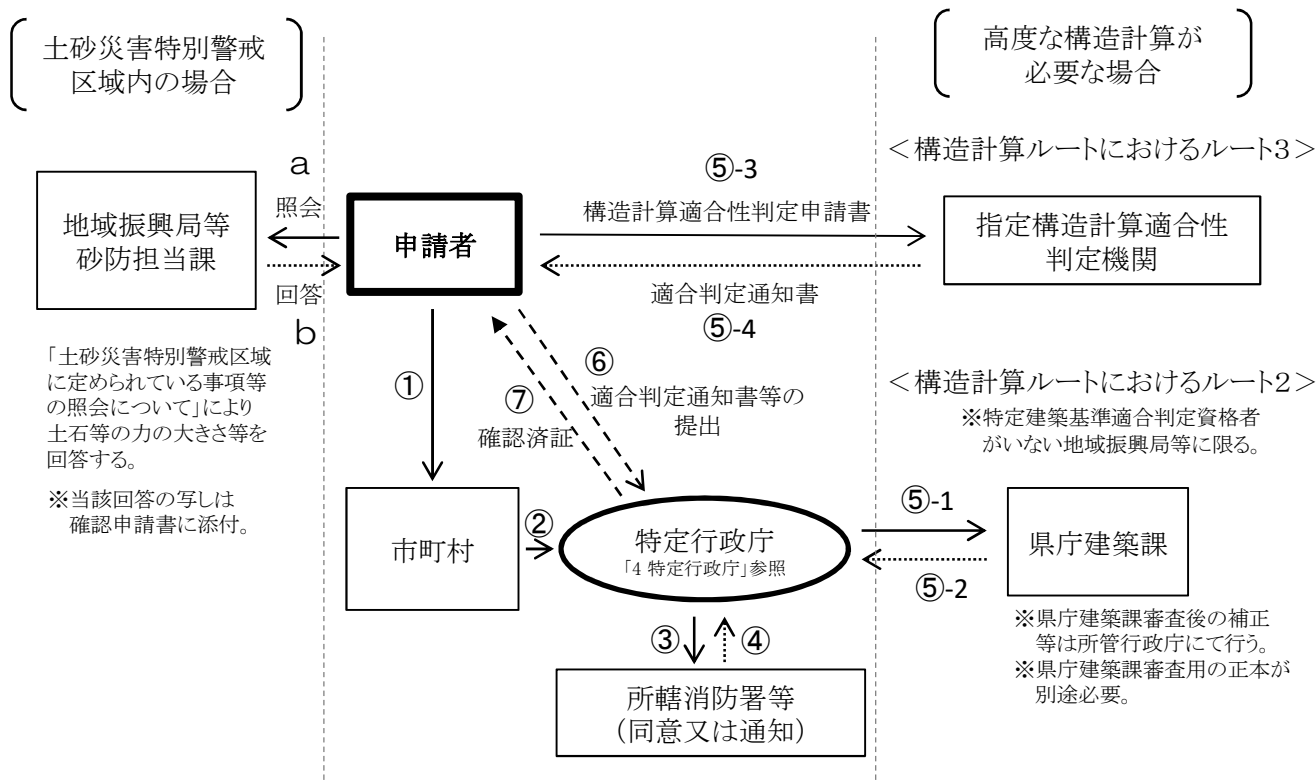 土砂災害特別警戒
区域内の場合
高度な構造計算が
必要な場合
<構造計算ルートにおけるルート3>
a
照会
地域振興局等
砂防担当課
回答
b
申請者
⑤-3
構造計算適合性判定申請書
適合判定通知書
⑤-4
指定構造計算適合性
判定機関
「土砂災害特別警戒区域
に定められている事項等
の照会について」により
土石等の力の大きさ等を
回答する。
※当該回答の写しは
確認申請書に添付。
①
⑥
適合判定通知書等の
提出
⑦
確認済証
<構造計算ルートにおけるルート2>
※特定建築基準適合判定資格者
がいない地域振興局等に限る。
市町村
②
特定行政庁
「4 特定行政庁」参照
⑤-1
⑤-2
県庁建築課
※県庁建築課審査後の補正
等は所管行政庁にて行う。
※県庁建築課審査用の正本が
別途必要。
③
④
所轄消防署等
(同意又は通知)